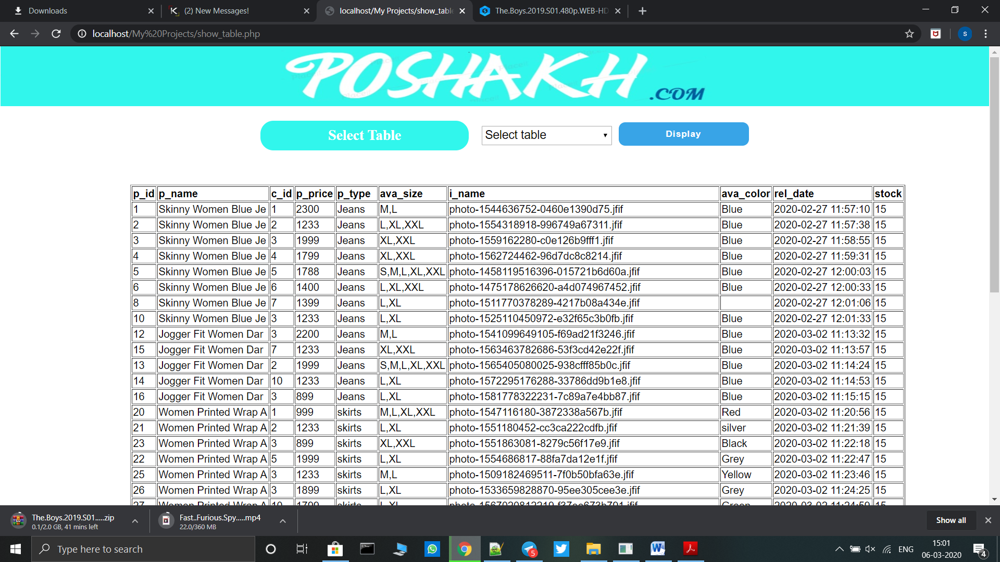 Downloads
(2) New Messages!
localhost/My Projects/show_tabl
The.Boys.2019.S01.480p.WEB-HD
localhost/My%20Projects/show_table.php
s
POSHAKH .COM
Select Table
Select table
Display
p_id p_name c_id p_price p_type ava_size i_name ava_color rel_date stock
1 Skinny Women Blue Je 1 2300 Jeans M,L photo-1544636752-0460e1390d75.jfif Blue 2020-02-27 11:57:10 15
2 Skinny Women Blue Je 2 1233 Jeans L,XL,XXL photo-1554318918-996749a67311.jfif Blue 2020-02-27 11:57:38 15
3 Skinny Women Blue Je 3 1999 Jeans XL,XXL photo-1559162280-c0e126b9fff1.jfif Blue 2020-02-27 11:58:55 15
4 Skinny Women Blue Je 4 1799 Jeans XL,XXL photo-1562724462-96d7dc8c8214.jfif Blue 2020-02-27 11:59:31 15
5 Skinny Women Blue Je 5 1788 Jeans S,M,L,XL,XXL photo-1458119516396-015721b6d60a.jfif Blue 2020-02-27 12:00:03 15
6 Skinny Women Blue Je 6 1400 Jeans L,XL,XXL photo-1475178626620-a4d074967452.jfif Blue 2020-02-27 12:00:33 15
8 Skinny Women Blue Je 7 1399 Jeans L,XL photo-1511770378289-4217b08a434e.jfif 2020-02-27 12:01:06 15
10 Skinny Women Blue Je 3 1233 Jeans L,XL photo-1525110450972-e32f65c3b0fb.jfif Blue 2020-02-27 12:01:33 15
12 Jogger Fit Women Dar 3 2200 Jeans M,L photo-1541099649105-f69ad21f3246.jfif Blue 2020-03-02 11:13:32 15
15 Jogger Fit Women Dar 7 1233 Jeans XL,XXL photo-1563463782686-53f3cd42e22f.jfif Blue 2020-03-02 11:13:57 15
13 Jogger Fit Women Dar 2 1999 Jeans S,M,L,XL,XXL photo-1565405080025-938cfff85b0c.jfif Blue 2020-03-02 11:14:24 15
14 Jogger Fit Women Dar 10 1233 Jeans L,XL photo-1572295176288-33786dd9b1e8.jfif Blue 2020-03-02 11:14:53 15
16 Jogger Fit Women Dar 3 899 Jeans L,XL photo-1581778322231-7c89a7e4bb87.jfif Blue 2020-03-02 11:15:15 15
20 Women Printed Wrap A 1 999 skirts M,L,XL,XXL photo-1547116180-3872338a567b.jfif Red 2020-03-02 11:20:56 15
21 Women Printed Wrap A 2 1233 skirts L,XL photo-1551180452-cc3ca222cdfb.jfif silver 2020-03-02 11:21:39 15
23 Women Printed Wrap A 3 899 skirts XL,XXL photo-1551863081-8279c56f17e9.jfif Black 2020-03-02 11:22:18 15
22 Women Printed Wrap A 5 1999 skirts L,XL photo-1554686817-88fa7da12e1f.jfif Grey 2020-03-02 11:22:47 15
25 Women Printed Wrap A 3 1233 skirts M,L photo-1509182469511-7f0b50bfa63e.jfif Yellow 2020-03-02 11:23:46 15
26 Women Printed Wrap A 3 1899 skirts L,XL photo-1533659828870-95ee305cee3e.jfif Grey 2020-03-02 11:24:25 15
27 Women Printed Wrap A 10 1799 skirts L,XL Green 2020-03-02 11:24:59 15
The.Boys.2019.S01.....zip
0.1/2.0 GB, 41 mins left
Fast..Furious.Spy.....mp4
22.0/360 MB
Show all
Type here to search
5
ENG
15:01
06-03-2020
4